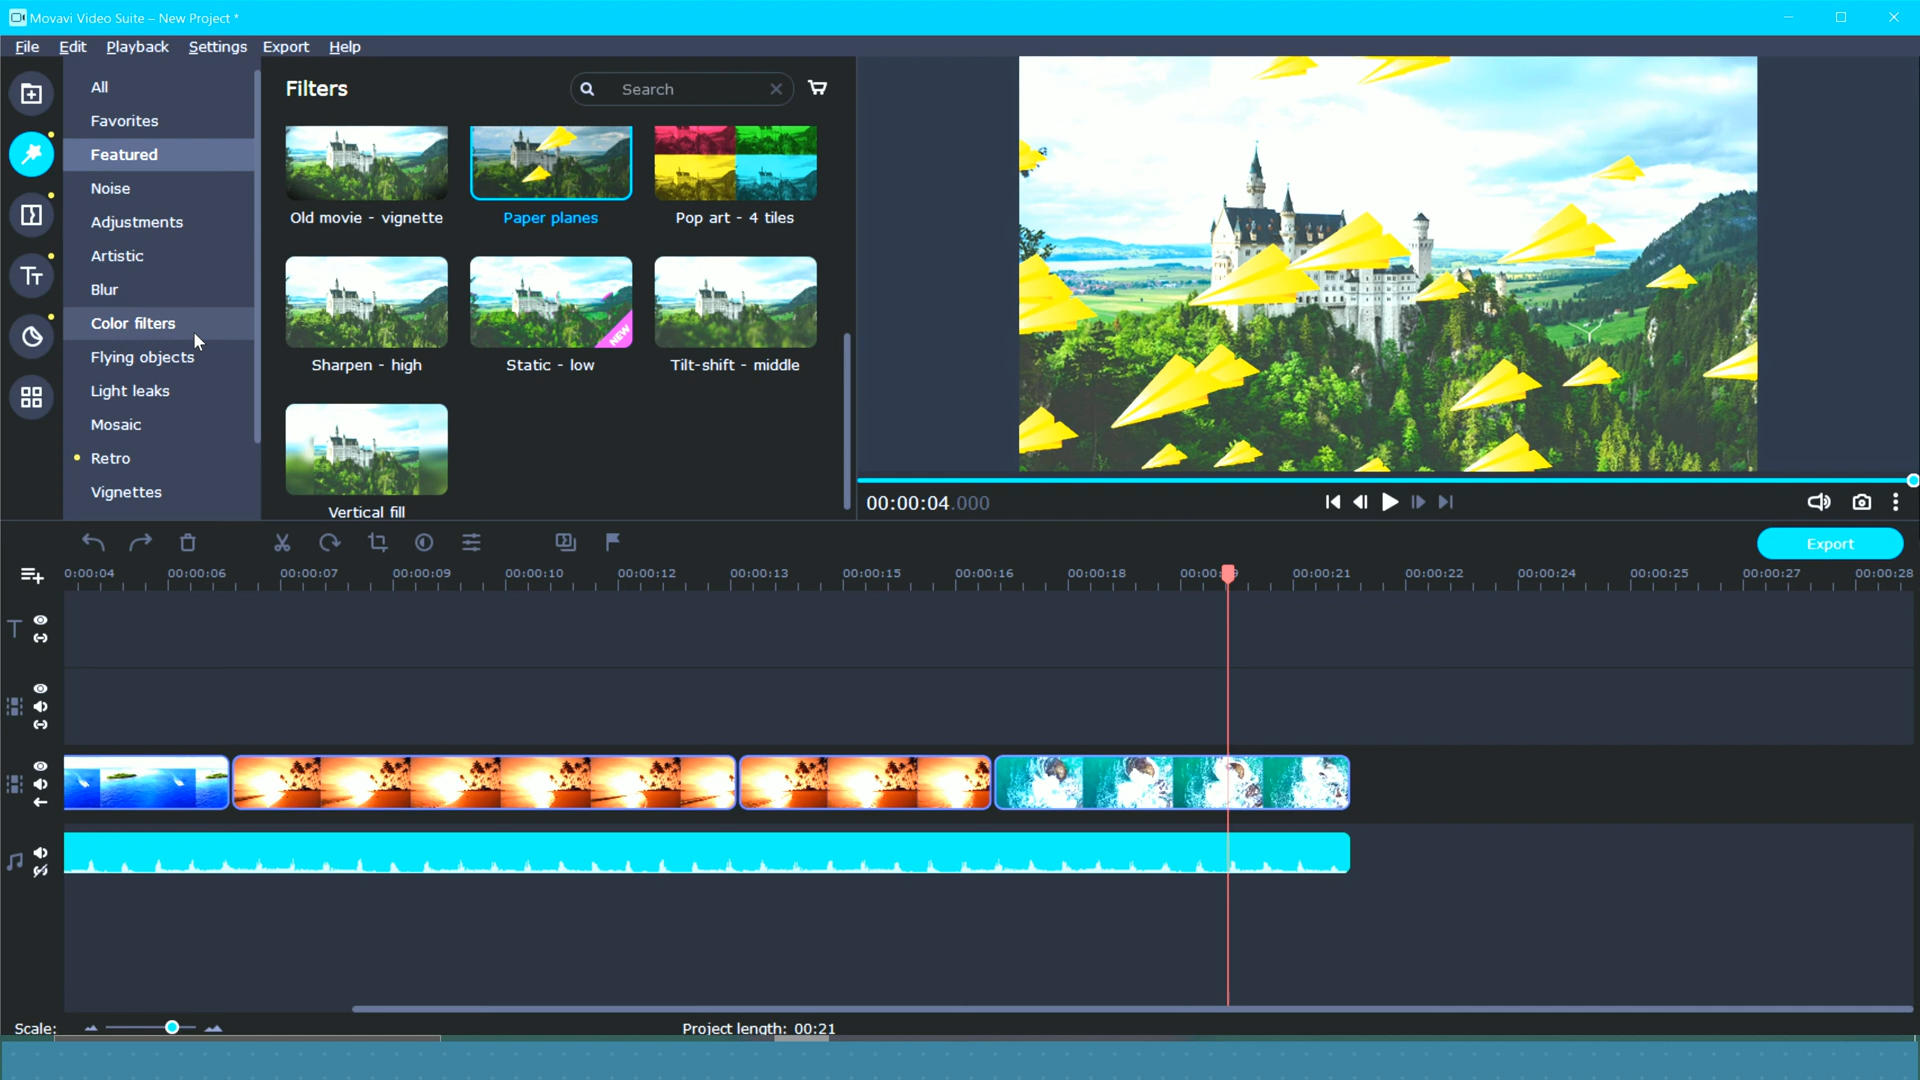 Movavi Video Suite – New Project *
File Edit Playback Settings Export Help
All
Favorites
Featured
Noise
Adjustments
Artistic
Blur
Color filters
Flying objects
Light leaks
Mosaic
Retro
Vignettes
Filters
Search
Old movie - vignette
Paper planes
Pop art - 4 tiles
Sharpen - high
NEW
Static - low
Tilt-shift - middle
Vertical fill
00:00:04.000
Export
0:00:04 00:00:06 00:00:07 00:00:09 00:00:10 00:00:12 00:00:13 00:00:15 00:00:16 00:00:18 00:00:21 00:00:22 00:00:24 00:00:25 00:00:27 00:00:28
Scale:
Project length: 00:21